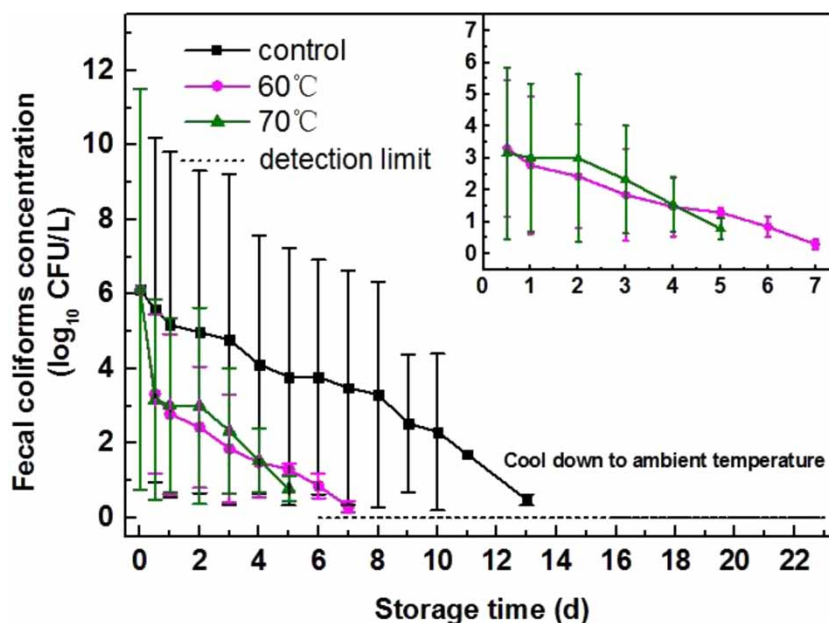 control
60℃
70℃
detection limit
Fecal coliforms concentration
(log10 CFU/L)
12
10
8
6
4
2
0
7
6
5
4
3
2
1
0
0 1 2 3 4 5 6 7
Cool down to ambient temperature
0 2 4 6 8 10 12 14 16 18 20 22
Storage time (d)